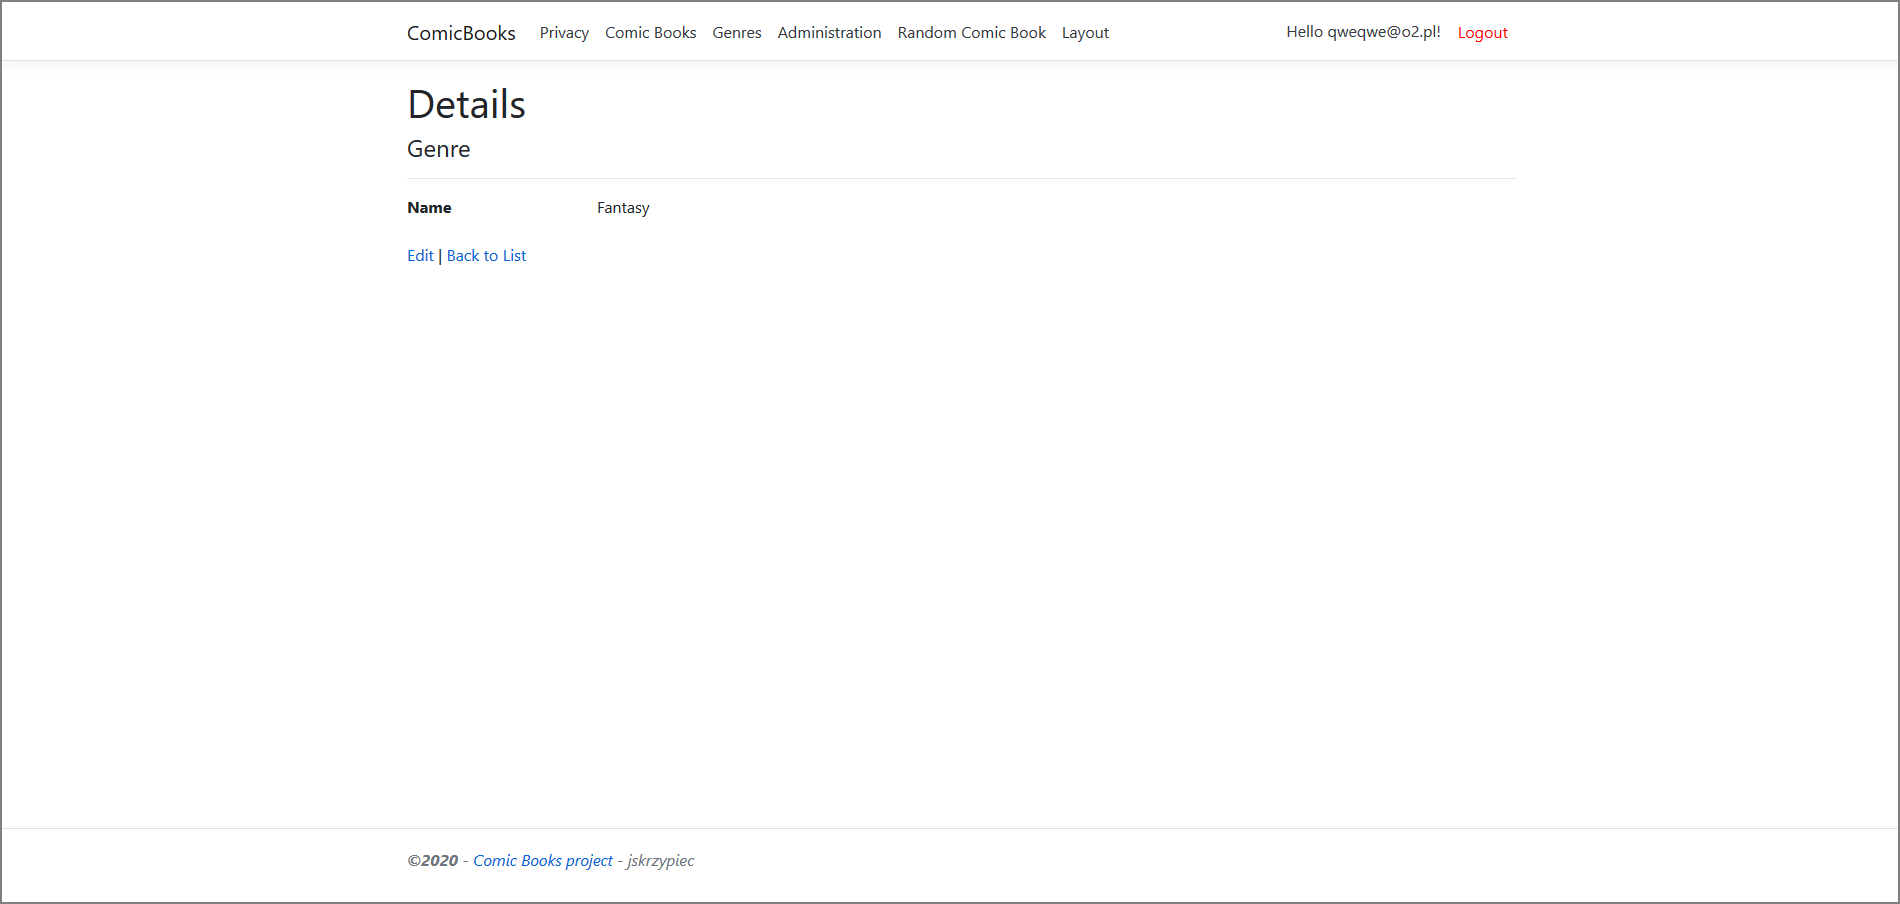 ComicBooks Privacy Comic Books Genres Administration Random Comic Book Layout Hello qweqwe@o2.pl! Logout
Details
Genre
Name Fantasy
Edit | Back to List
©2020 - Comic Books project - jskrzypiec